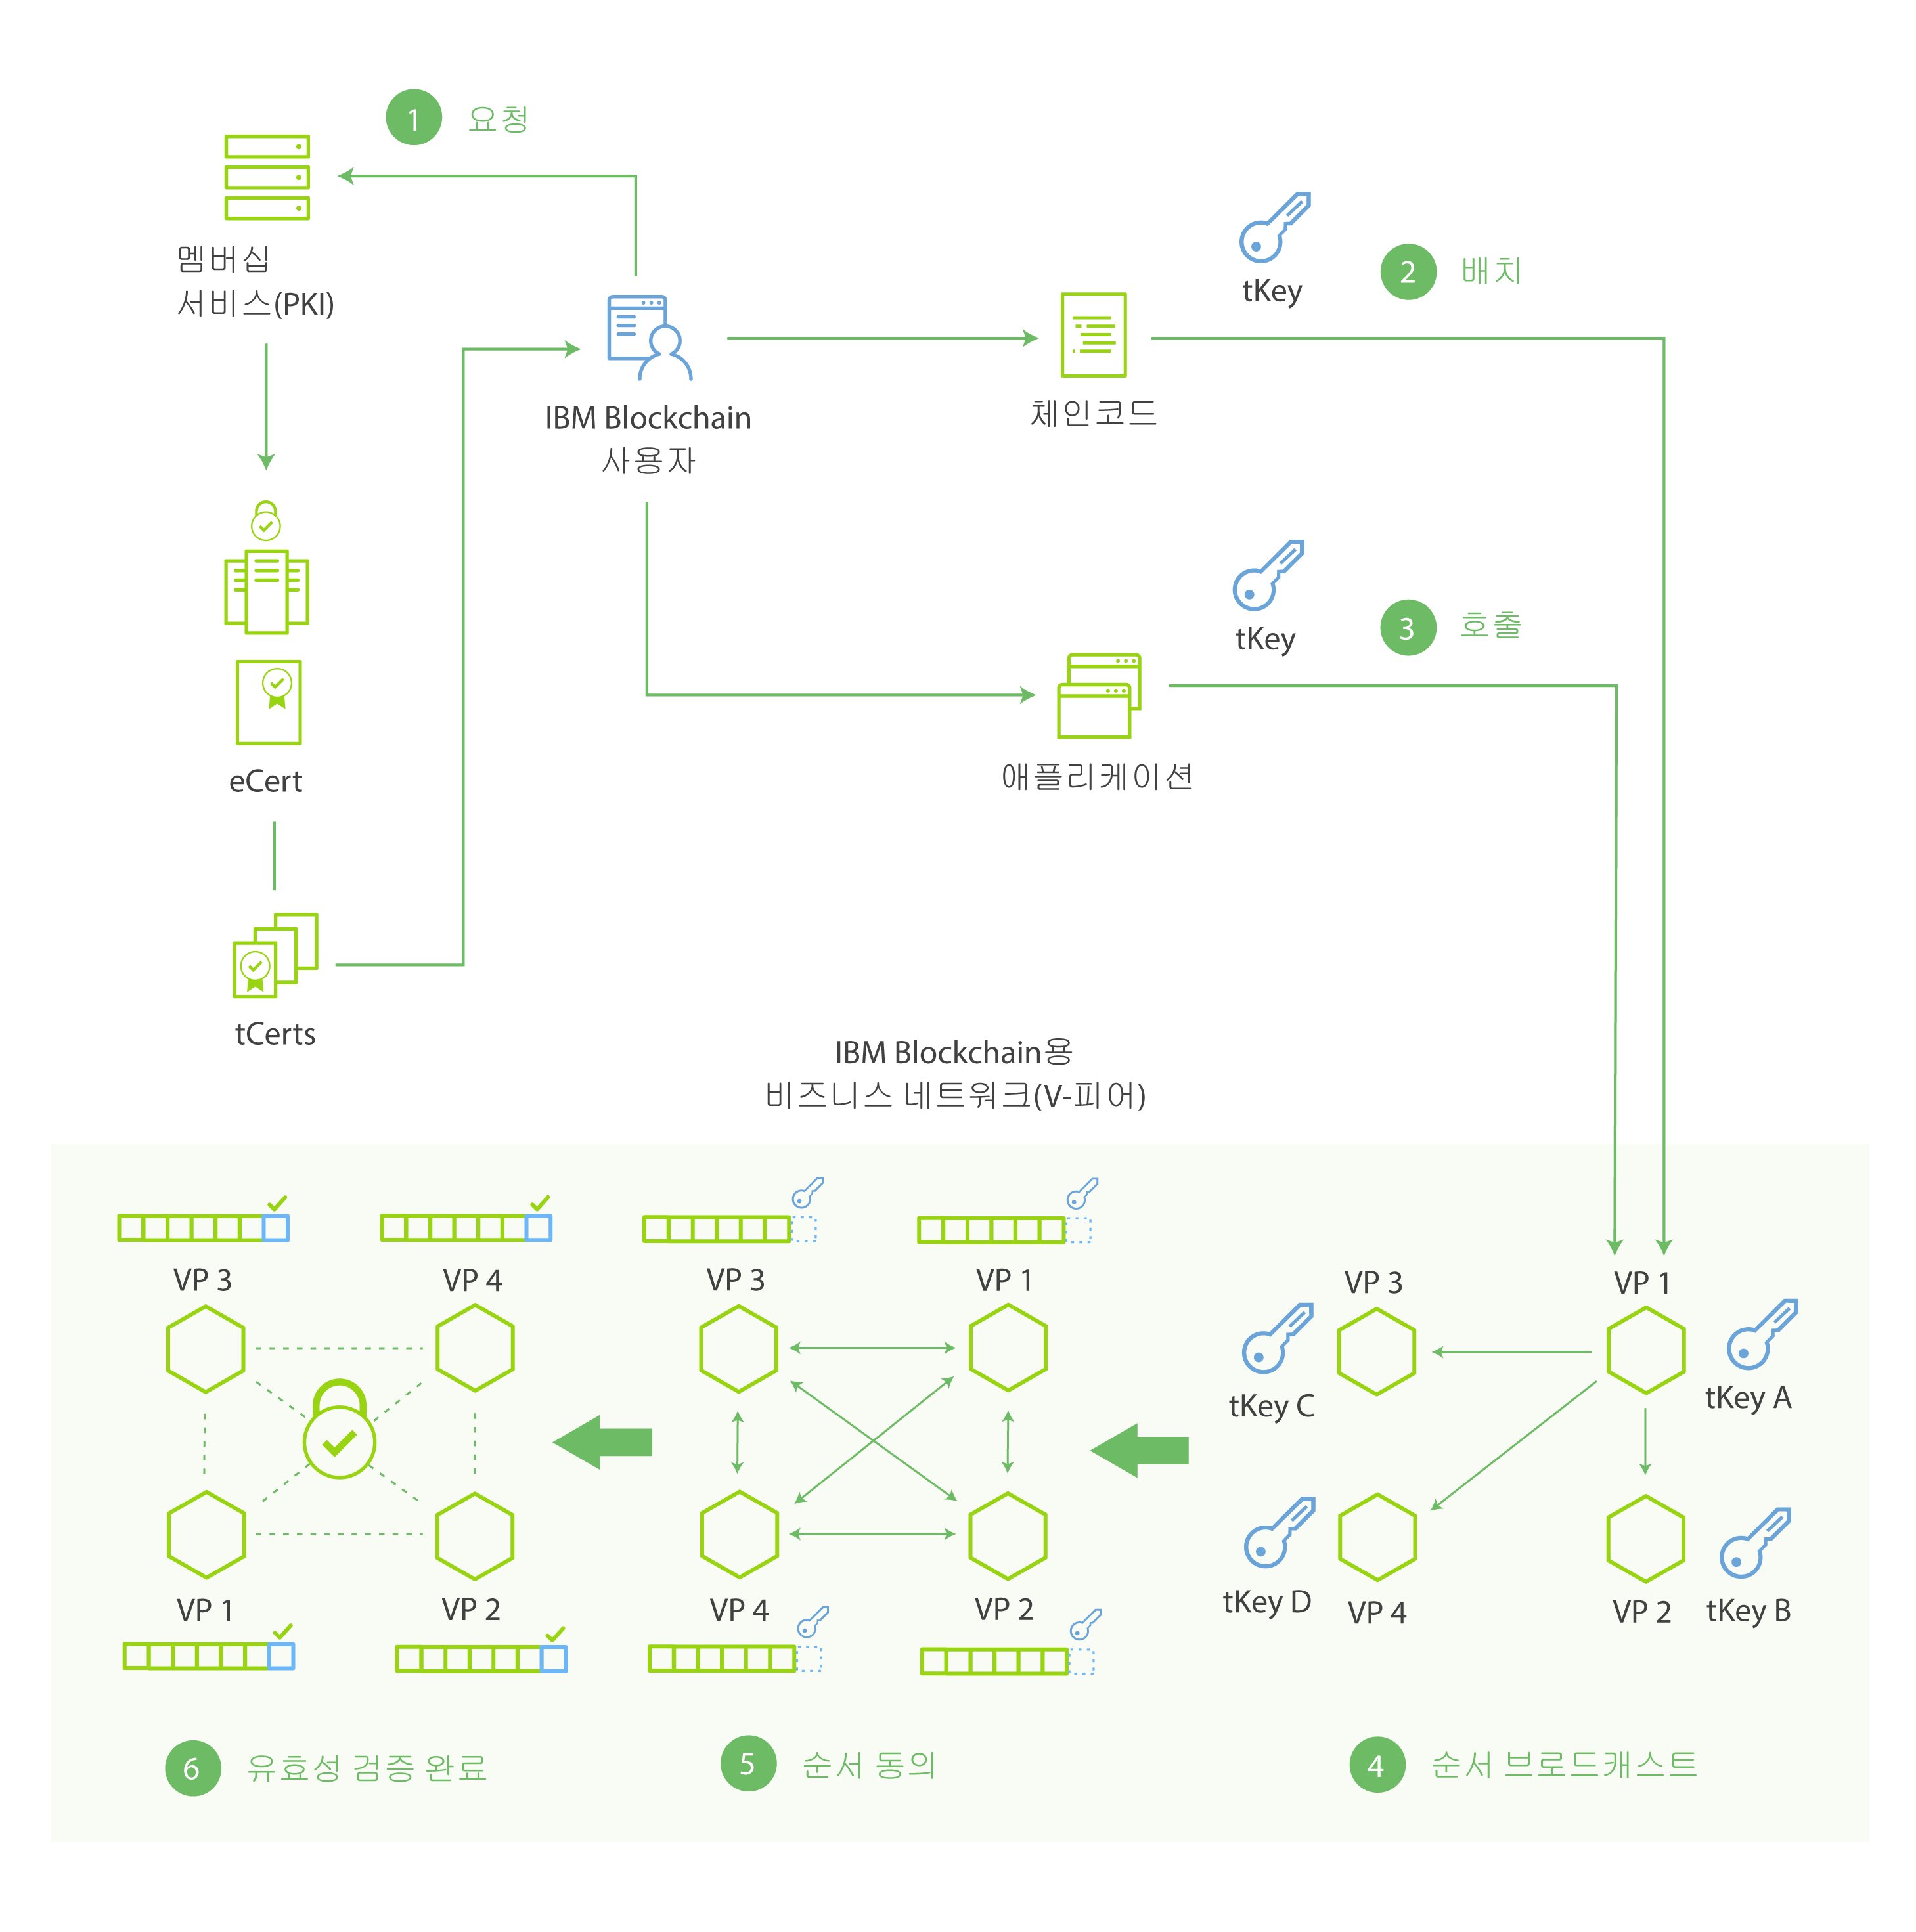 1 요청
멤버십
서비스(PKI)
tKey
2 배치
IBM Blockchain
사용자
체인코드
tKey
3 호출
eCert
애플리케이션
tCerts
IBM Blockchain용
비즈니스 네트워크(V-피어)
VP 3
VP 4
VP 3
VP 1
VP 3
VP 1
tKey C
tKey A
VP 1
VP 2
VP 4
VP 2
tKey D
VP 4
VP 2
tKey B
6 유효성 검증 완료
5 순서 동의
4 순서 브로드캐스트